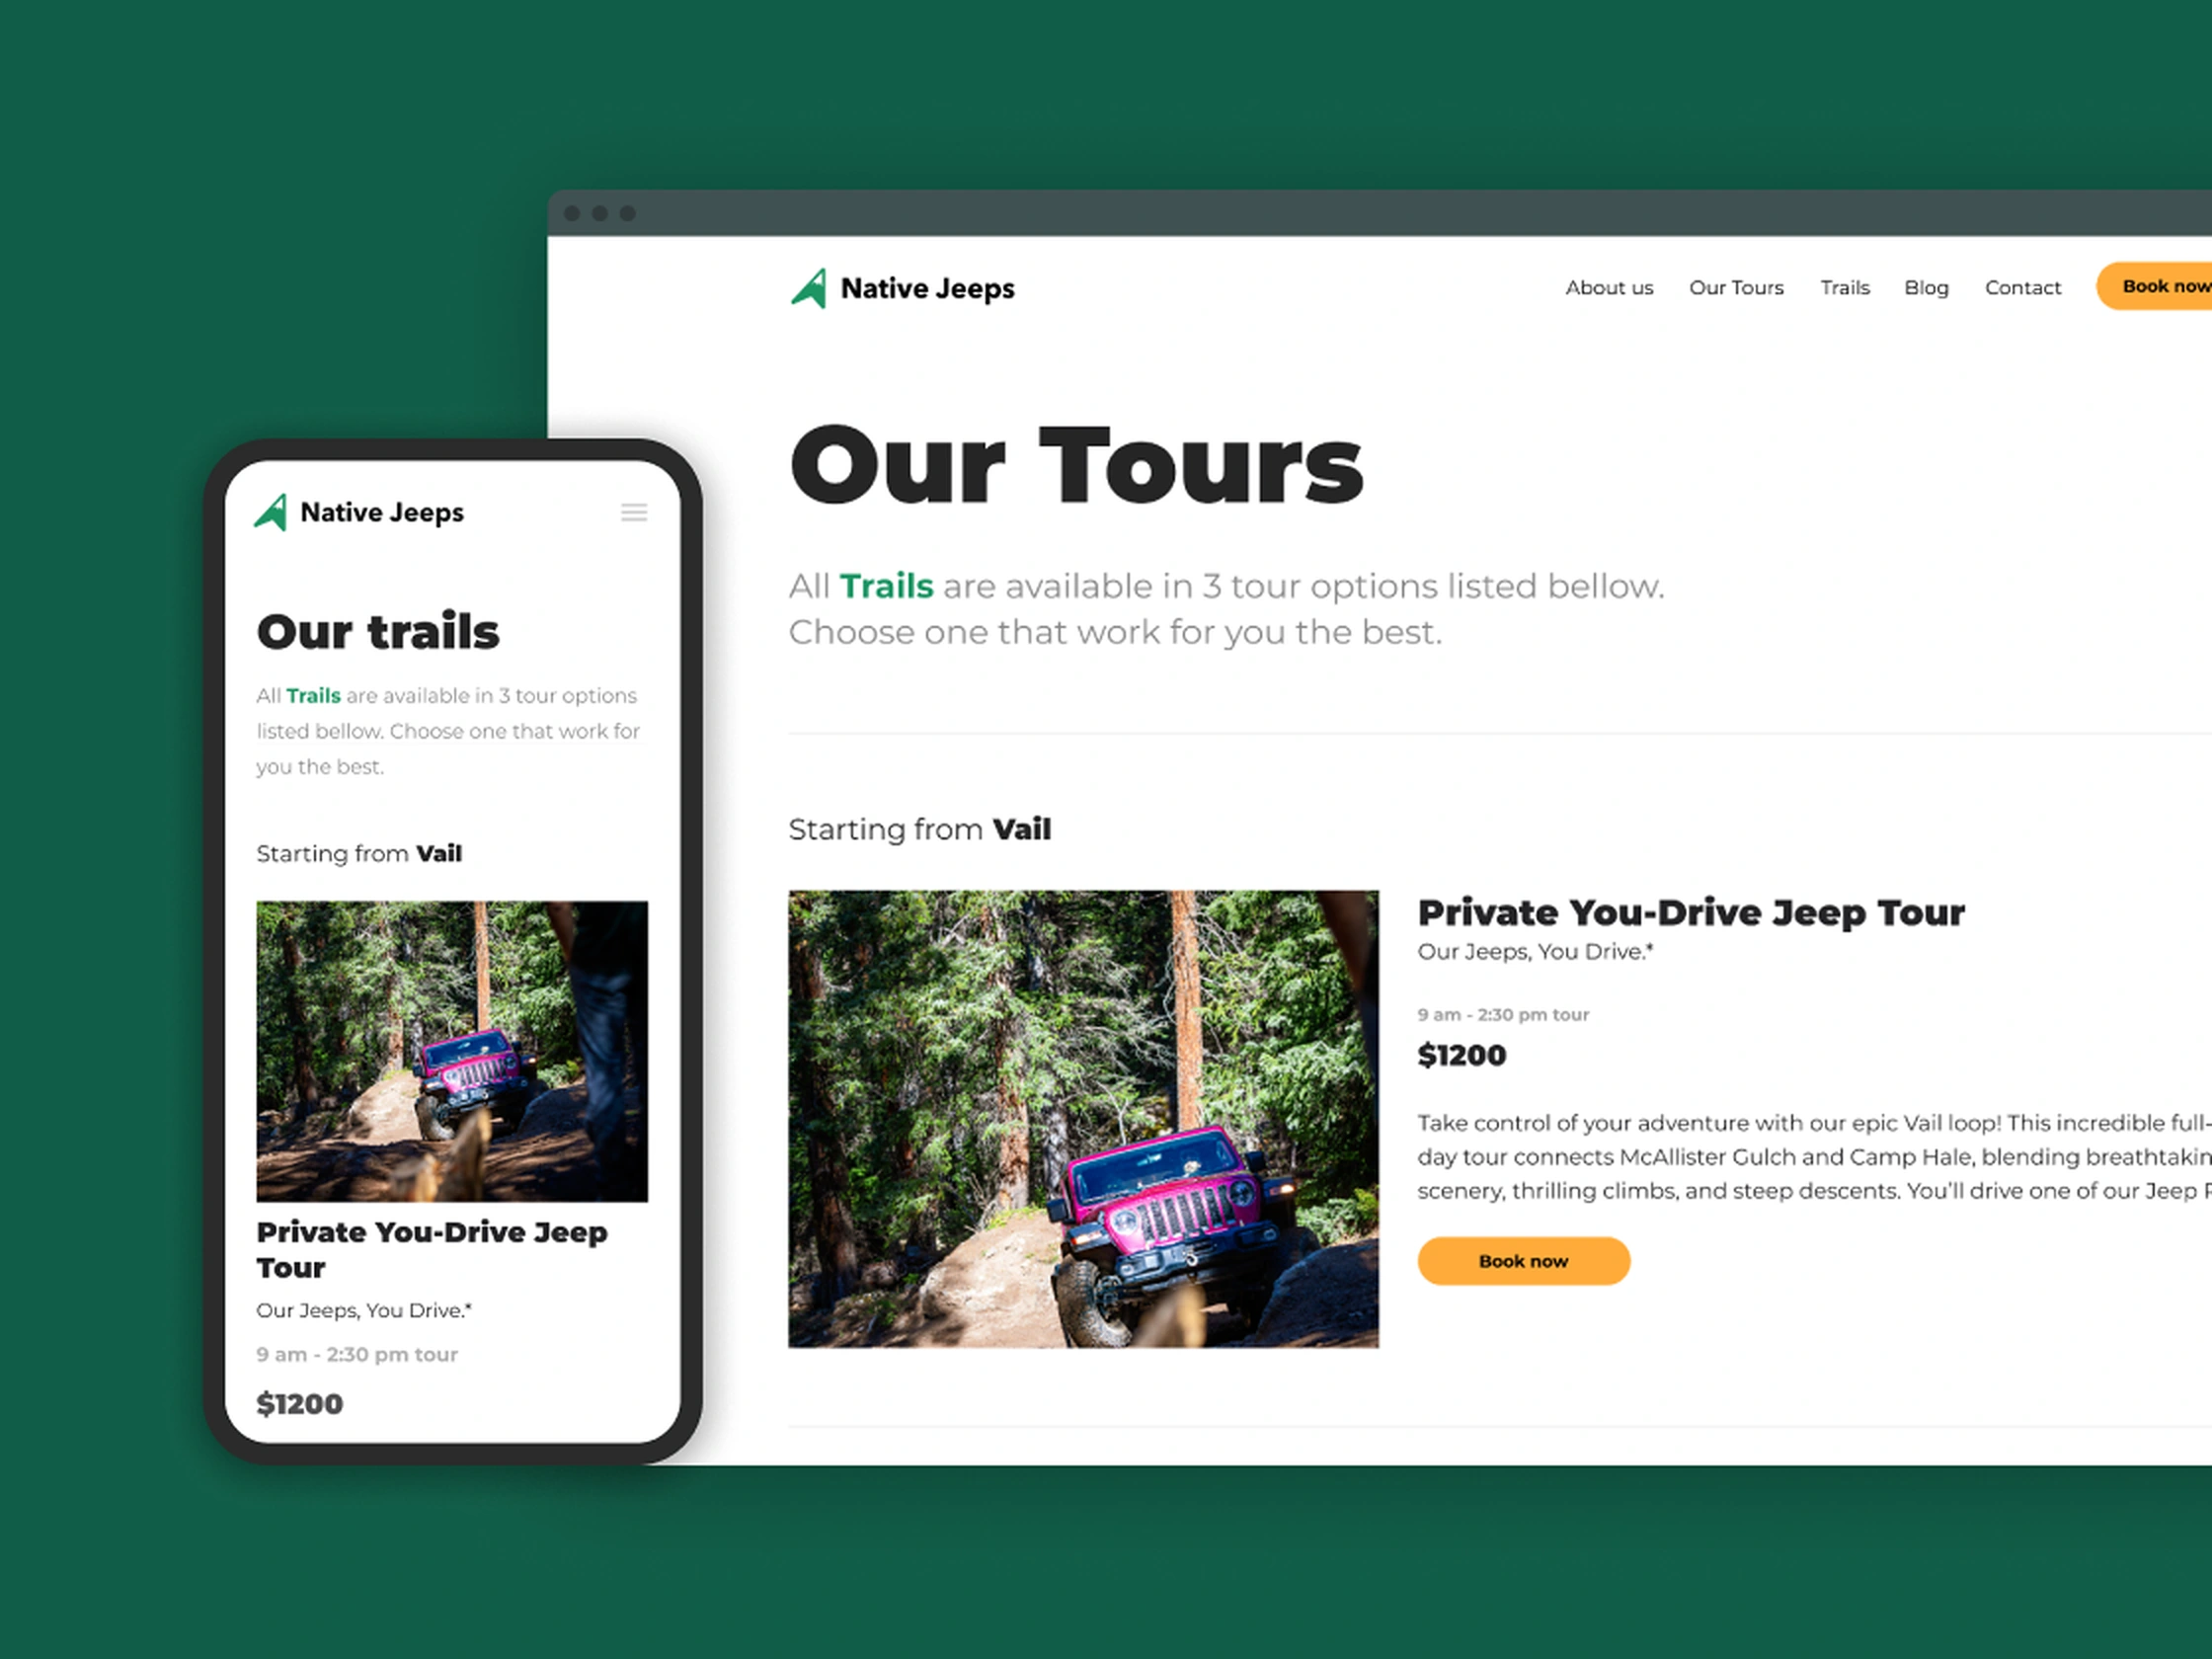 Native Jeeps
About us
Our Tours
Trails
Blog
Contact
Book now
Our Tours
All Trails are available in 3 tour options listed bellow.
Choose one that work for you the best.
Starting from Vail
Private You-Drive Jeep Tour
Our Jeeps, You Drive.*
9 am - 2:30 pm tour
$1200
Take control of your adventure with our epic Vail loop! This incredible full-
day tour connects McAllister Gulch and Camp Hale, blending
scenery, thrilling climbs, and steep descents. You'll drive one of our Jeep
Book now
Native Jeeps
Our trails
All Trails are available in 3 tour options
listed bellow. Choose one that work for
you the best.
Starting from Vail
Private You-Drive Jeep
Tour
Our Jeeps, You Drive.*
9 am - 2:30 pm tour
$1200